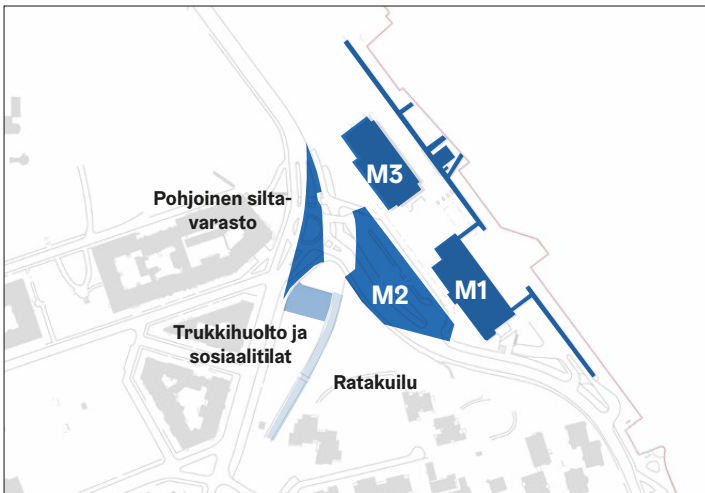 M3
Pohjoinen silta-
varasto
M2
M1
Trukkihuolto ja
sosiaalitilat
Ratakuilu